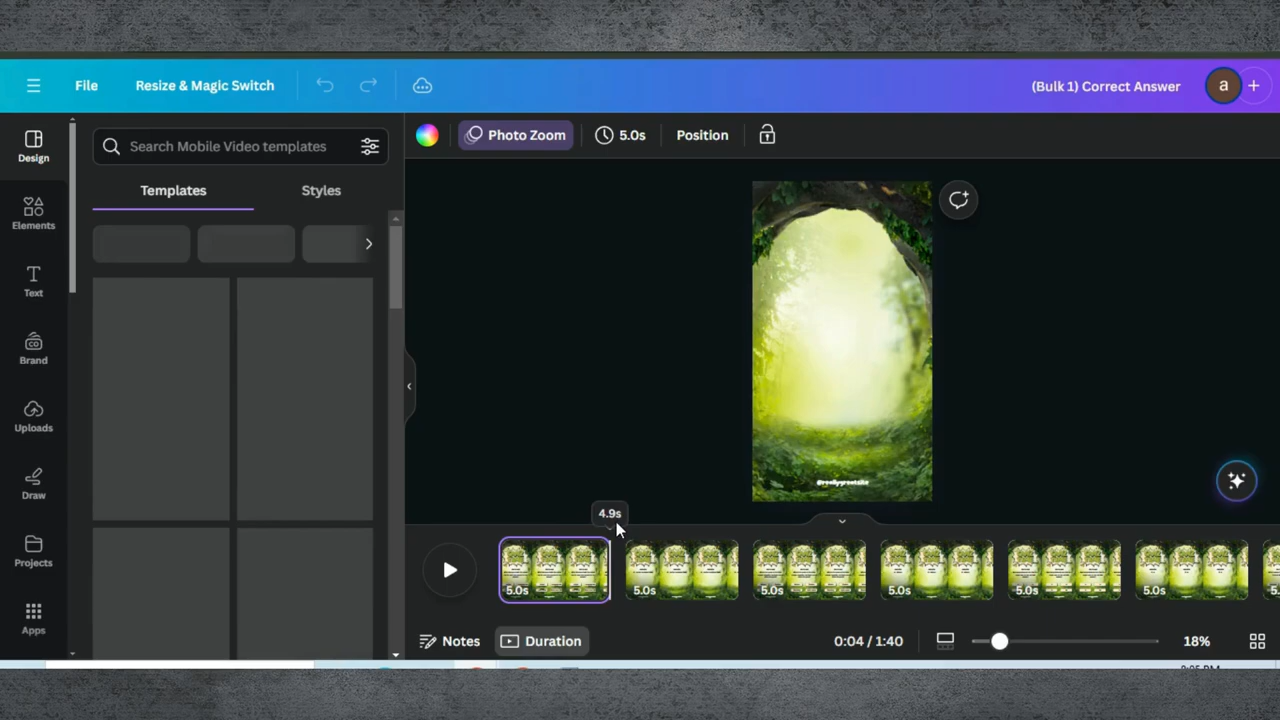 File
Resize & Magic Switch
(Bulk 1) Correct Answer
a
Design
Elements
Text
Brand
CO
Uploads
Draw
Projects
Apps
Search Mobile Video templates
Templates
Styles
Photo Zoom
5.0s
Position
@reallygreatsite
4.9s
5.0s
5.0s
5.0s
5.0s
5.0s
5.0s
Notes
Duration
0:04 / 1:40
18%